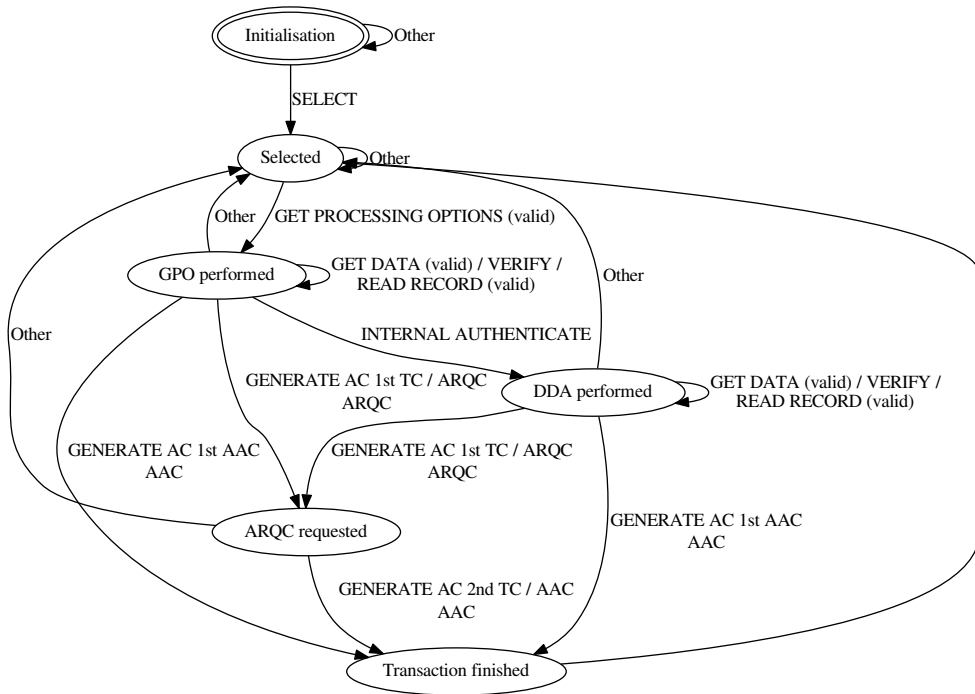 Initialisation
Other
SELECT
Selected
Other
Other
GET PROCESSING OPTIONS (valid)
GPO performed
GET DATA (valid) / VERIFY /
READ RECORD (valid)
Other
Other
INTERNAL AUTHENTICATE
GENERATE AC 1st TC / ARQC
ARQC
DDA performed
GET DATA (valid) / VERIFY /
READ RECORD (valid)
GENERATE AC 1st AAC
AAC
GENERATE AC 1st TC / ARQC
ARQC
ARQC requested
GENERATE AC 1st AAC
AAC
GENERATE AC 2nd TC / AAC
AAC
Transaction finished